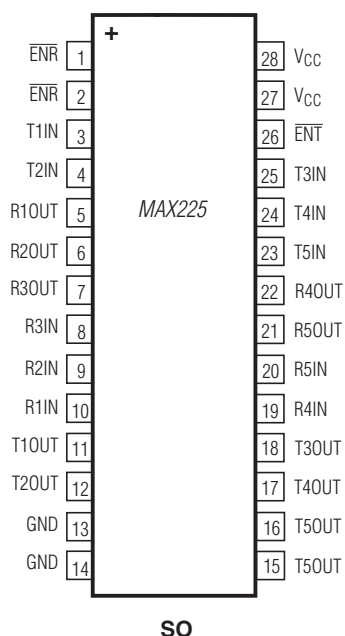 +
ENR 1
ENR 2
T1IN 3
T2IN 4
R1OUT 5
R2OUT 6
R3OUT 7
R3IN 8
R2IN 9
R1IN 10
T1OUT 11
T2OUT 12
GND 13
GND 14
MAX225
28 VCC
27 VCC
26 ENT
25 T3IN
24 T4IN
23 T5IN
22 R4OUT
21 R5OUT
20 R5IN
19 R4IN
18 T3OUT
17 T4OUT
16 T5OUT
15 T5OUT
SO